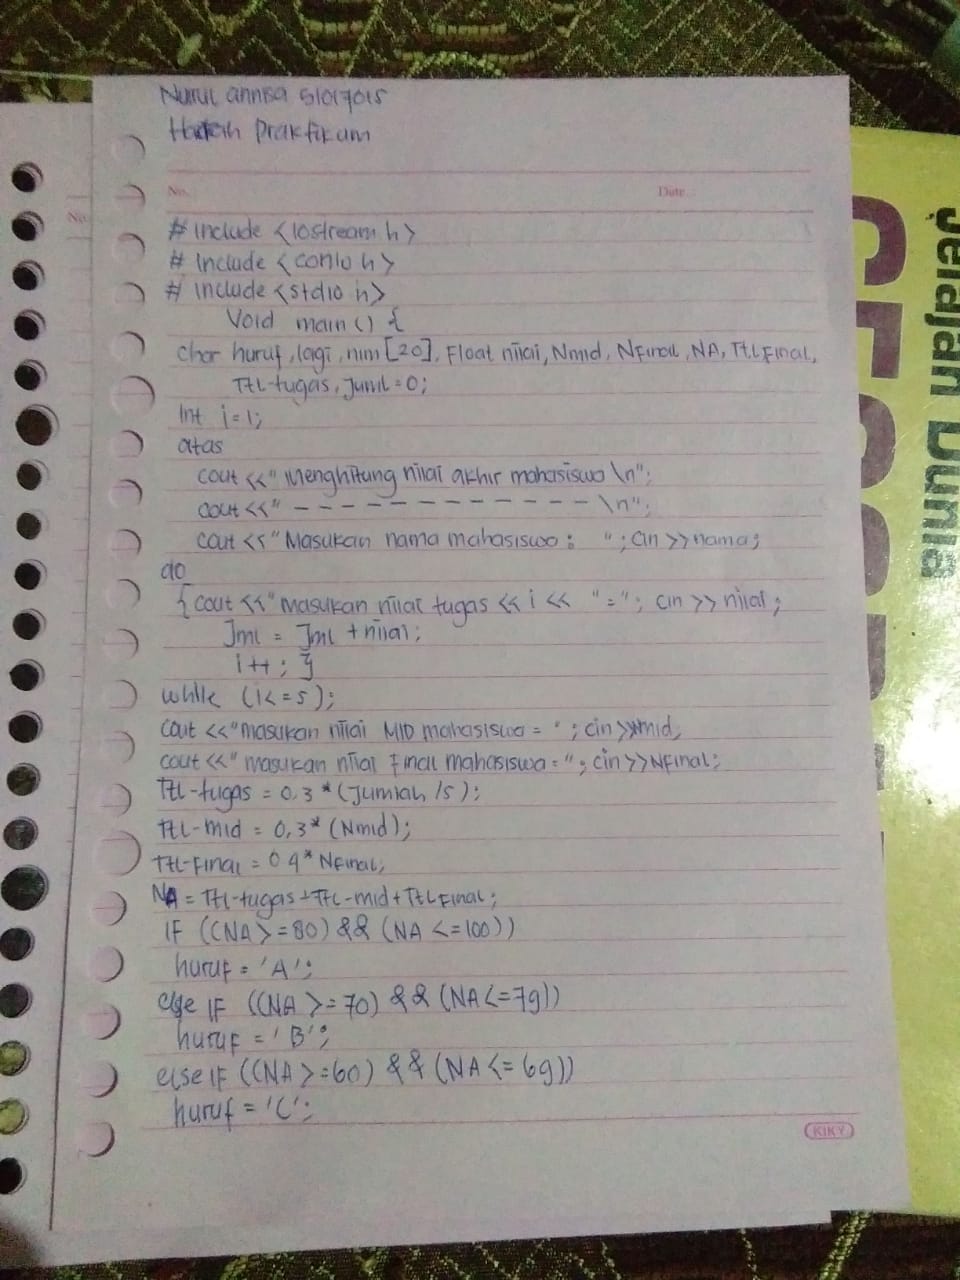 Nurul annisa 51017015
Praktikum
No.
Date.
No.
# Include <Iostream.h>
# Include <conio h>
# Include <stdio h>
Void main () {
char huruf, lagi, nim [20], Float nilai, Nmid, NFinal, NA, TtL Final,
TtL-tugas, Juml = 0;
Int i = 1;
atas
cout << " Menghitung nilai akhir mahasiswa \n";
cout << " - - - - - - - - - - - - \n";
cout << " Masukan nama mahasiswa : "; cin >> nama;
do
{ cout << " masukan nilai tugas << i << " = "; cin >> nilai;
Jml = Jml + nilai;
i++; }
while (i <= 5);
cout << "masukan nilai MID mahasiswa = " ; cin >> Nmid,
cout << " masukan nilai Final mahasiswa = "; cin >> NFinal;
TtL-tugas = 0,3 * (Jumlah /5);
TtL-mid = 0,3 * (Nmid);
TtL-Final = 0 4 * NFinal;
NA = TtL-tugas + TtL-mid + TtL Final;
IF ((NA >= 80) && (NA <= 100))
huruf = 'A';
else IF ((NA >= 70) && (NA <= 79))
huruf = 'B';
else IF ((NA >= 60) && (NA <= 69))
huruf = 'C';
KIKY
Jelajah Dunia